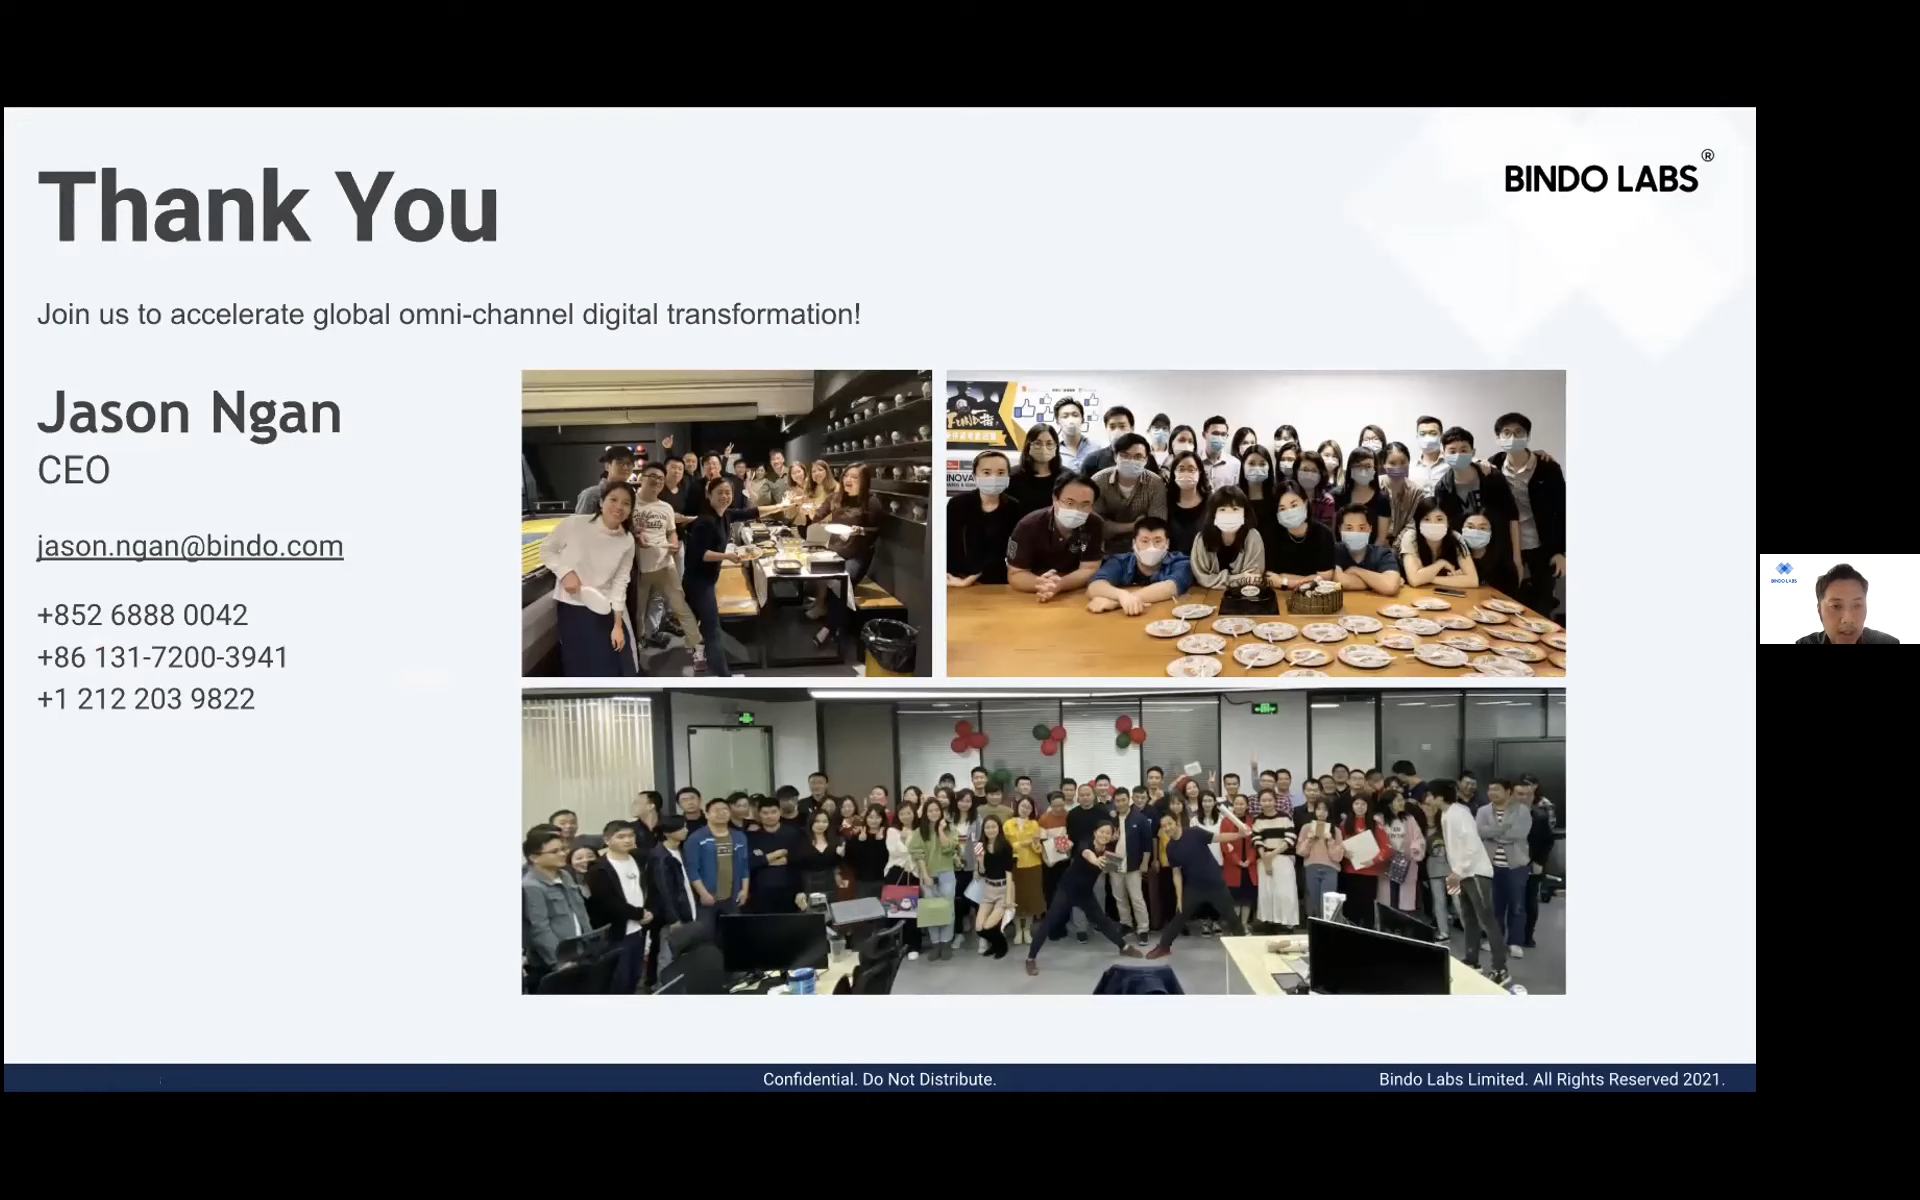 Thank You
BINDO LABS®
Join us to accelerate global omni-channel digital transformation!
Jason Ngan
CEO
jason.ngan@bindo.com
+852 6888 0042
+86 131-7200-3941
+1 212 203 9822
BINDO LABS
Confidential. Do Not Distribute.
Bindo Labs Limited. All Rights Reserved 2021.